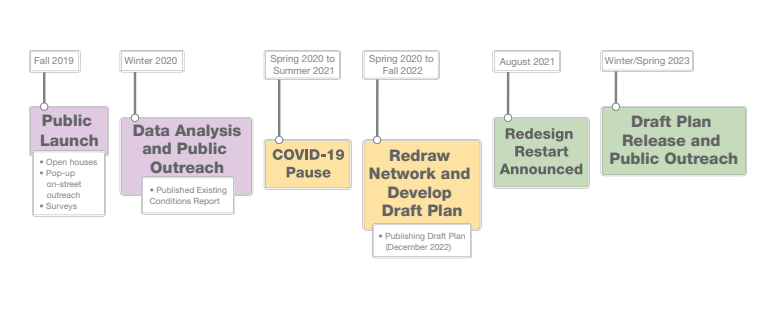 Fall 2019
Public
Launch
• Open houses
• Pop-up
on-street
outreach
• Surveys
Winter 2020
Data Analysis
and Public
Outreach
• Published Existing
Conditions Report
Spring 2020 to
Summer 2021
COVID-19
Pause
Spring 2020 to
Fall 2022
Redraw
Network and
Develop
Draft Plan
• Publishing Draft Plan
(December 2022)
August 2021
Redesign
Restart
Announced
Winter/Spring 2023
Draft Plan
Release and
Public Outreach